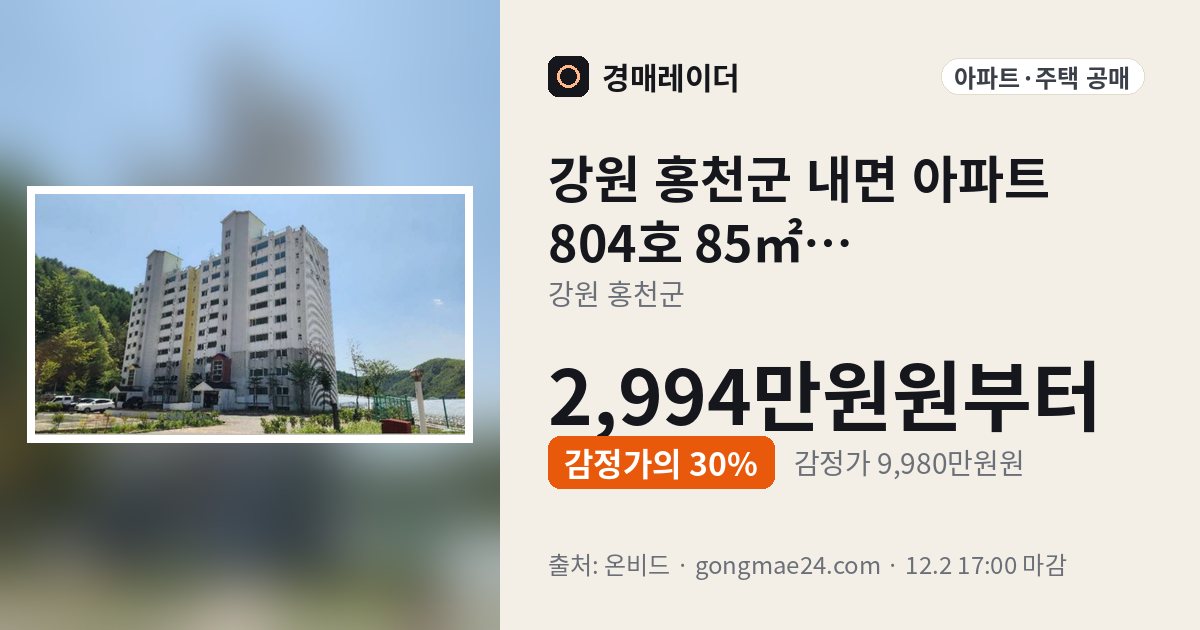 경매레이더
아파트·주택 공매
강원 홍천군 내면 아파트
804호 85㎡…
강원 홍천군
2,994만원원부터
감정가의 30%
감정가 9,980만원원
출처: 온비드 · gongmae24.com · 12.2 17:00 마감